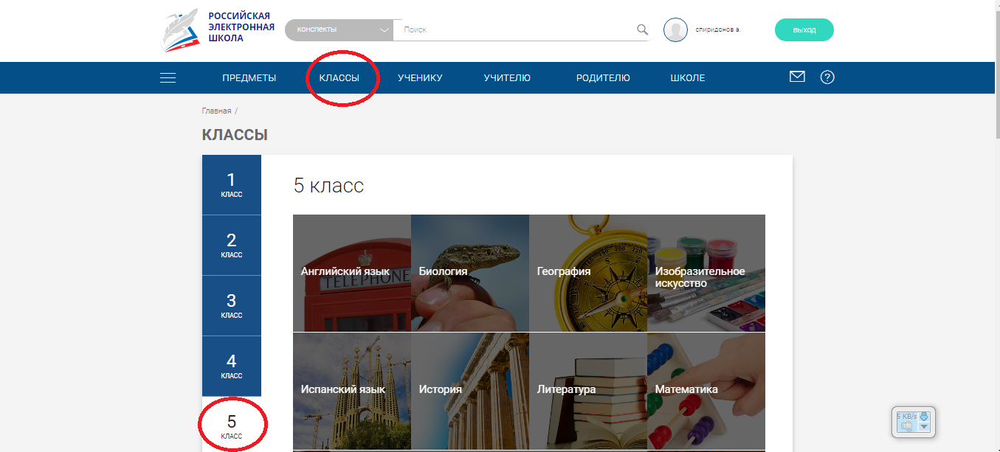 РОССИЙСКАЯ
ЭЛЕКТРОННАЯ
ШКОЛА
конспекты
Поиск
спиридонов а.
выход
ПРЕДМЕТЫ КЛАССЫ УЧЕНИКУ УЧИТЕЛЮ РОДИТЕЛЮ ШКОЛЕ
Главная /
КЛАССЫ
1
КЛАСС
2
КЛАСС
3
КЛАСС
4
КЛАСС
5
КЛАСС
5 класс
Английский язык
TELEPHONE
Биология
География
Изобразительное
искусство
Испанский язык
История
Литература
Математика
5 KB/s